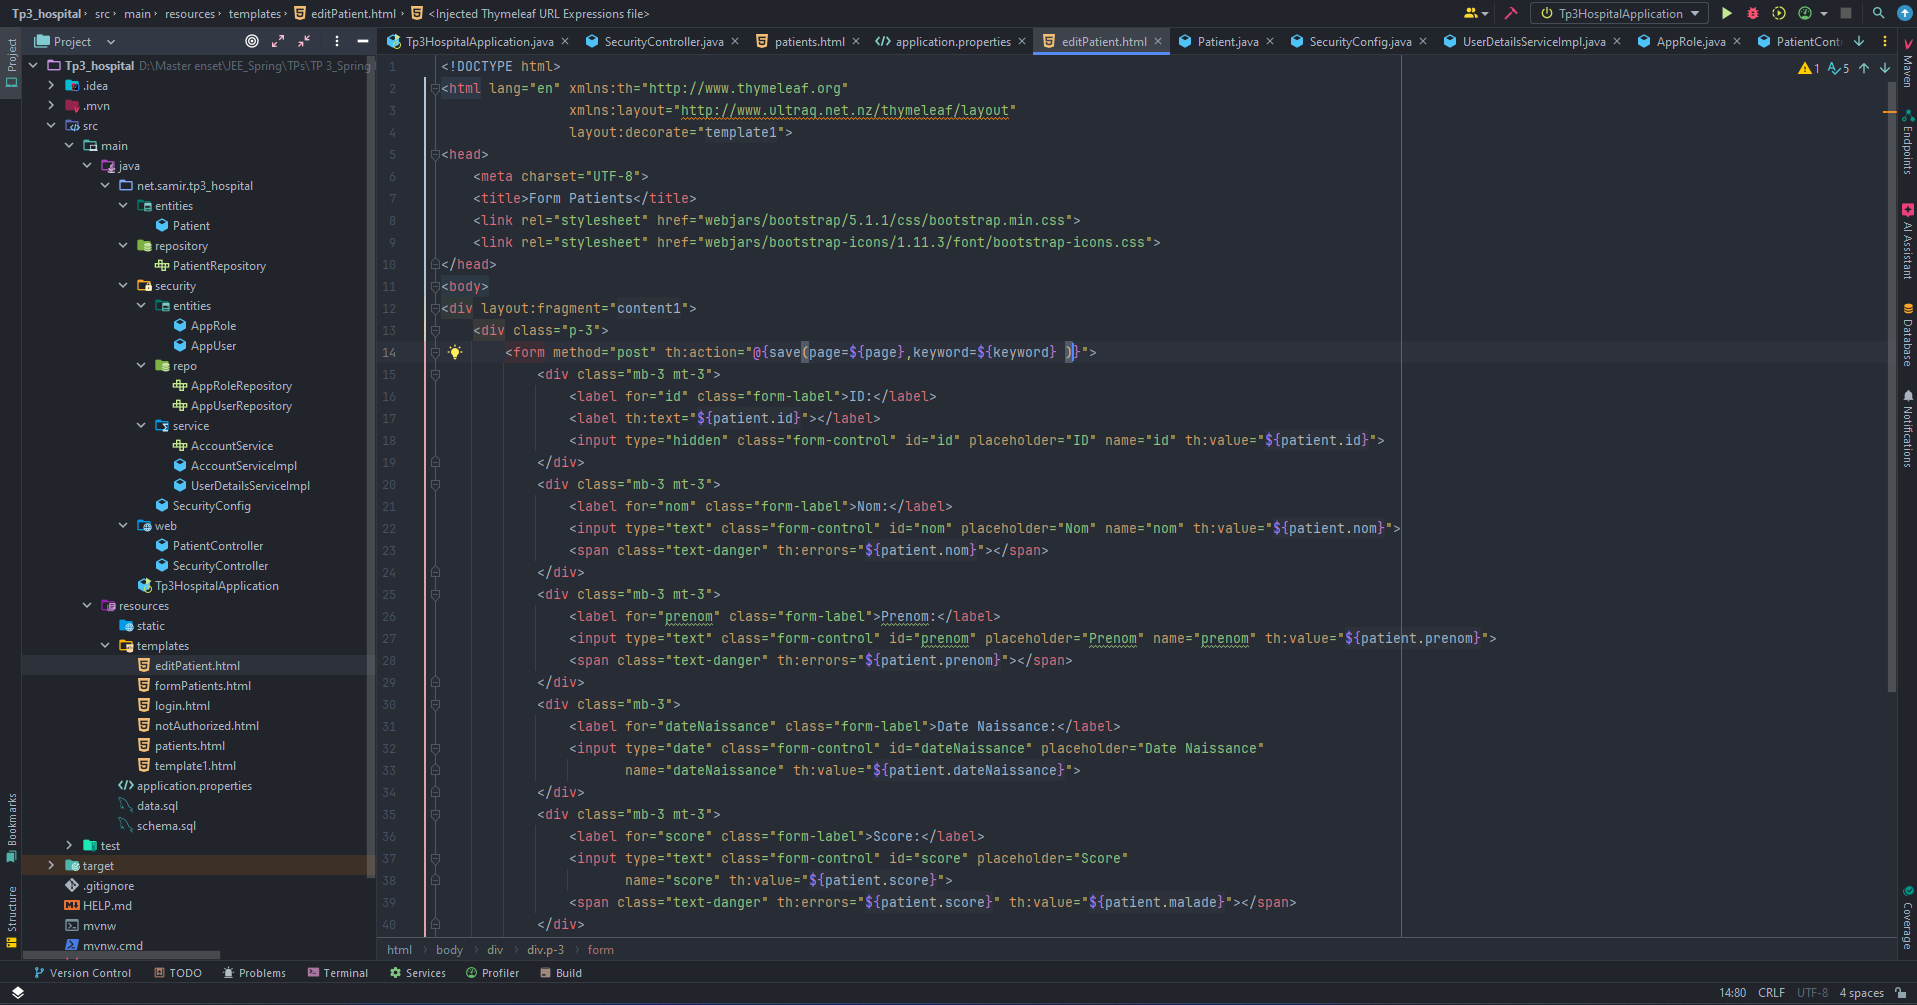 Tp3_hospital › src › main › resources › templates › editPatient.html › <Injected Thymeleaf URL Expressions file>
Tp3HospitalApplication
Project
Tp3HospitalApplication.java
SecurityController.java
patients.html
application.properties
editPatient.html
Patient.java
SecurityConfig.java
UserDetailsServiceImpl.java
AppRole.java
PatientCont
Project
Tp3_hospital D:\Master enset\JEE_Spring\TPs\TP 3_Spring
.idea
.mvn
src
main
java
net.samir.tp3_hospital
entities
Patient
repository
PatientRepository
security
entities
AppRole
AppUser
repo
AppRoleRepository
AppUserRepository
service
AccountService
AccountServiceImpl
UserDetailsServiceImpl
SecurityConfig
web
PatientController
SecurityController
Tp3HospitalApplication
resources
static
templates
editPatient.html
formPatients.html
login.html
notAuthorized.html
patients.html
template1.html
application.properties
data.sql
schema.sql
test
target
.gitignore
HELP.md
mvnw
mvnw.cmd
Bookmarks
Structure
1 <!DOCTYPE html>
2 <html lang="en" xmlns:th="http://www.thymeleaf.org"
3 xmlns:layout="http://www.ultraq.net.nz/thymeleaf/layout"
4 layout:decorate="template1">
5 <head>
6 <meta charset="UTF-8">
7 <title>Form Patients</title>
8 <link rel="stylesheet" href="webjars/bootstrap/5.1.1/css/bootstrap.min.css">
9 <link rel="stylesheet" href="webjars/bootstrap-icons/1.11.3/font/bootstrap-icons.css">
10 </head>
11 <body>
12 <div layout:fragment="content1">
13 <div class="p-3">
14 <form method="post" th:action="@{save(page=${page},keyword=${keyword} )}">
15 <div class="mb-3 mt-3">
16 <label for="id" class="form-label">ID:</label>
17 <label th:text="${patient.id}"></label>
18 <input type="hidden" class="form-control" id="id" placeholder="ID" name="id" th:value="${patient.id}">
19 </div>
20 <div class="mb-3 mt-3">
21 <label for="nom" class="form-label">Nom:</label>
22 <input type="text" class="form-control" id="nom" placeholder="Nom" name="nom" th:value="${patient.nom}">
23 <span class="text-danger" th:errors="${patient.nom}"></span>
24 </div>
25 <div class="mb-3 mt-3">
26 <label for="prenom" class="form-label">Prenom:</label>
27 <input type="text" class="form-control" id="prenom" placeholder="Prenom" name="prenom" th:value="${patient.prenom}">
28 <span class="text-danger" th:errors="${patient.prenom}"></span>
29 </div>
30 <div class="mb-3">
31 <label for="dateNaissance" class="form-label">Date Naissance:</label>
32 <input type="date" class="form-control" id="dateNaissance" placeholder="Date Naissance"
33 name="dateNaissance" th:value="${patient.dateNaissance}">
34 </div>
35 <div class="mb-3 mt-3">
36 <label for="score" class="form-label">Score:</label>
37 <input type="text" class="form-control" id="score" placeholder="Score"
38 name="score" th:value="${patient.score}">
39 <span class="text-danger" th:errors="${patient.score}" th:value="${patient.malade}"></span>
40 </div>
1 5
Maven
Endpoints
AI Assistant
Database
Notifications
Coverage
html › body › div › div.p-3 › form
Version Control
TODO
Problems
Terminal
Services
Profiler
Build
14:80 CRLF UTF-8 4 spaces